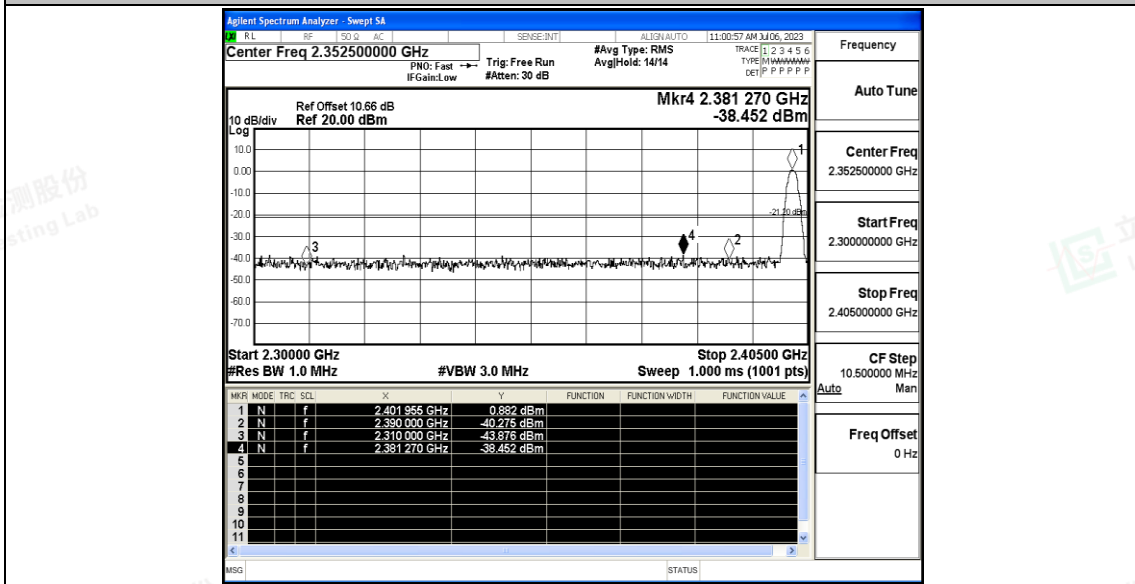 Agilent Spectrum Analyzer - Swept SA
RL RF 50 Ω AC SENSE:INT ALIGN AUTO 11:00:57 AM Jul 06, 2023
Center Freq 2.352500000 GHz
PNO: Fast
IFGain:Low
Trig: Free Run
#Atten: 30 dB
#Avg Type: RMS
Avg|Hold: 14/14
TRACE 1 2 3 4 5 6
TYPE M W W W W W
DET P P P P P P
Ref Offset 10.66 dB
10 dB/div Ref 20.00 dBm
Log
Mkr4 2.381 270 GHz
-38.452 dBm
10.0
0.00
-10.0
-20.0
-30.0
-40.0
-50.0
-60.0
-70.0
1
-21.20 dBm
3
4
2
Start 2.30000 GHz Stop 2.40500 GHz
#Res BW 1.0 MHz #VBW 3.0 MHz Sweep 1.000 ms (1001 pts)
MKR MODE TRC SCL X Y FUNCTION FUNCTION WIDTH FUNCTION VALUE
1 N f 2.401 955 GHz 0.882 dBm
2 N f 2.390 000 GHz -40.275 dBm
3 N f 2.310 000 GHz -43.876 dBm
4 N f 2.381 270 GHz -38.452 dBm
5
6
7
8
9
10
11
MSG STATUS
Frequency
Auto Tune
Center Freq
2.352500000 GHz
Start Freq
2.300000000 GHz
Stop Freq
2.405000000 GHz
CF Step
10.500000 MHz
Auto Man
Freq Offset
0 Hz
测股份
sting Lab
立